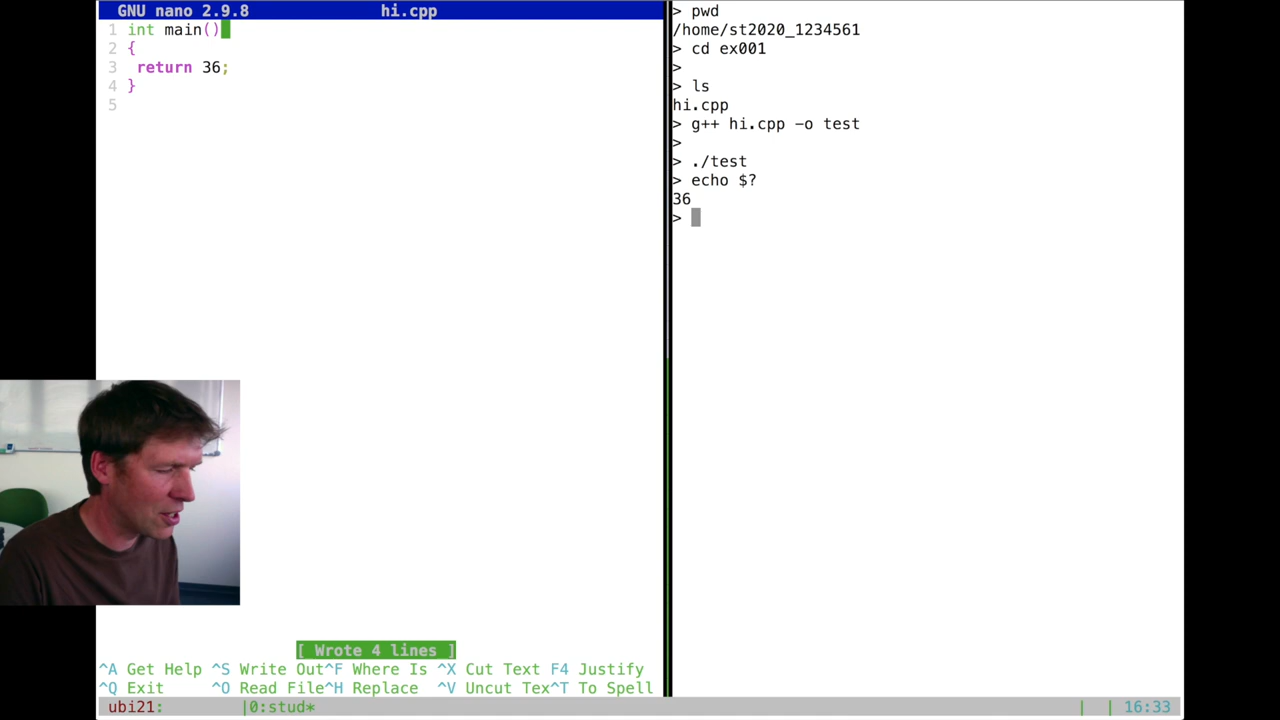 GNU nano 2.9.8 hi.cpp
1 int main()
2 {
3  return 36;
4 }
5
[ Wrote 4 lines ]
^A Get Help ^S Write Out^F Where Is ^X Cut Text F4 Justify
^Q Exit ^O Read File^H Replace ^V Uncut Tex^T To Spell
> pwd
/home/st2020_1234561
> cd ex001
>
> ls
hi.cpp
> g++ hi.cpp -o test
>
> ./test
> echo $?
36
>
ubi21: |0:stud* | | 16:33